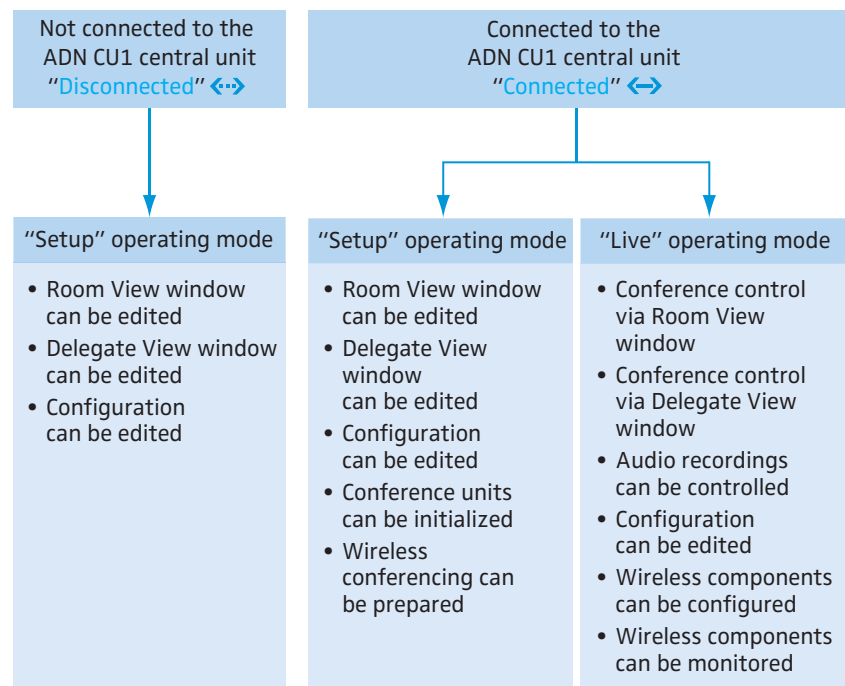 Not connected to the
ADN CU1 central unit
“Disconnected”
Connected to the
ADN CU1 central unit
“Connected”
“Setup” operating mode
• Room View window
can be edited
• Delegate View window
can be edited
• Configuration
can be edited
“Setup” operating mode
• Room View window
can be edited
• Delegate View
window
can be edited
• Configuration
can be edited
• Conference units
can be initialized
• Wireless
conferencing can
be prepared
“Live” operating mode
• Conference control
via Room View
window
• Conference control
via Delegate View
window
• Audio recordings
can be controlled
• Configuration
can be edited
• Wireless components
can be configured
• Wireless components
can be monitored